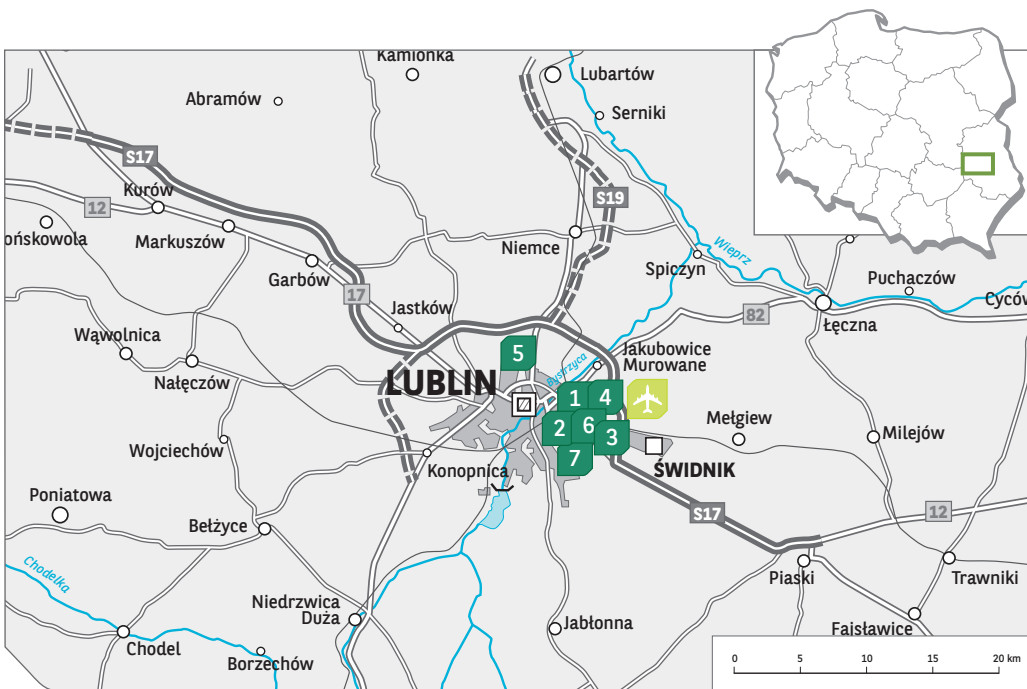 Kamionka
Lubartów
Abramów
Serniki
S17
Kurów
12
S19
ońskowola
Markuszów
Niemce
Wieprz
Garbów
Spiczyn
Puchaczów
17
Jastków
Cyców
82
Łęczna
Wąwolnica
5
Jakubowice
Murowane
Bystrzyca
Nałęczów
LUBLIN
1
4
2
6
3
7
Mełgiew
Milejów
Wojciechów
Konopnica
ŚWIDNIK
Poniatowa
Bełżyce
S17
12
Chodelka
Piaski
Trawniki
Niedrzwica
Duża
Jabłonna
Fajsławice
Chodel
Borzechów
0 5 10 15 20 km